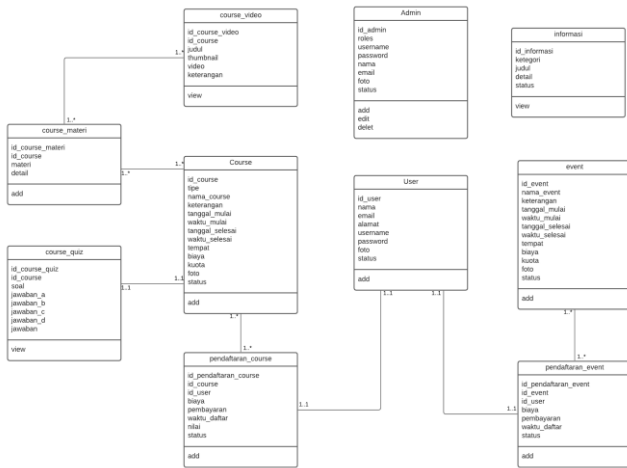 course_video
id_course_video
id_course
judul
thumbnail
video
keterangan
view
Admin
id_admin
roles
username
password
nama
email
foto
status
add
edit
delet
informasi
id_informasi
ketegori
judul
detail
status
view
1..*
1..*
course_materi
id_course_materi
id_course
materi
detail
add
1..*
1..*
Course
id_course
tipe
nama_course
keterangan
tanggal_mulai
waktu_mulai
tanggal_selesai
waktu_selesai
tempat
biaya
kuota
foto
status
add
User
id_user
nama
email
alamat
username
password
foto
status
add
event
id_event
nama_event
keterangan
tanggal_mulai
waktu_mulai
tanggal_selesai
waktu_selesai
tempat
biaya
kuota
foto
status
add
course_quiz
id_course_quiz
id_course
soal
jawaban_a
jawaban_b
jawaban_c
jawaban_d
jawaban
view
1..1
1..1
1..1
1..1
1..*
1..*
1..*
1..*
pendaftaran_course
id_pendaftaran_course
id_course
id_user
biaya
pembayaran
waktu_daftar
nilai
status
add
1..1
1..1
pendaftaran_event
id_pendaftaran_event
id_event
id_user
biaya
pembayaran
waktu_daftar
status
add